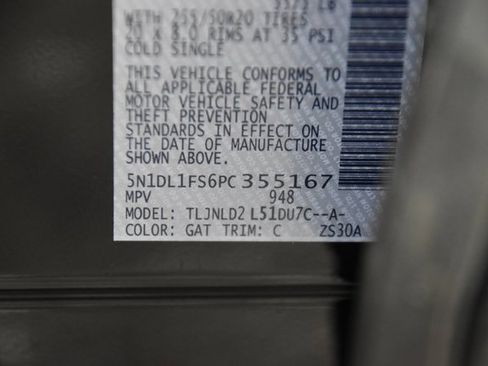 WITH 255/50R20 TIRES
20 X 8.0 RIMS AT 35 PSI
COLD SINGLE
THIS VEHICLE CONFORMS TO
ALL APPLICABLE FEDERAL
MOTOR VEHICLE SAFETY AND
THEFT PREVENTION
STANDARDS IN EFFECT ON
THE DATE OF MANUFACTURE
SHOWN ABOVE.
5N1DL1FS6PC355167
MPV 948
MODEL: TLJNLD2 L51DU7C--A-
COLOR: GAT TRIM: C ZS30A